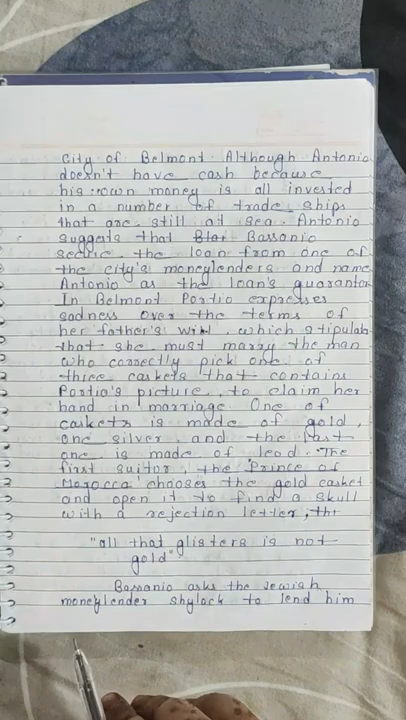 City of Belmont. Although Antonio
doesn't have cash because
his own money is all invested
in a number of trade ships
that are still at sea. Antonio
suggests that Bassanio
secure the loan from one of
the city's moneylenders and name
Antonio as the loan's guarantor
In Belmont Portio expresses
sadness over the terms of
her father's will, which stipulat
that she must marry the man
who correctly pick one of
three caskets that contains
Portia's picture, to claim her
hand in marriage. One of
caskets is made of gold,
one silver, and the last
one is made of lead. The
first suitor, the Prince of
Morocca chooses the gold casket
and open it to find a skull
with a rejection letter, th
"all that glisters is not
gold"
Bassanio asks the Jewish
moneylender shylock to lend him